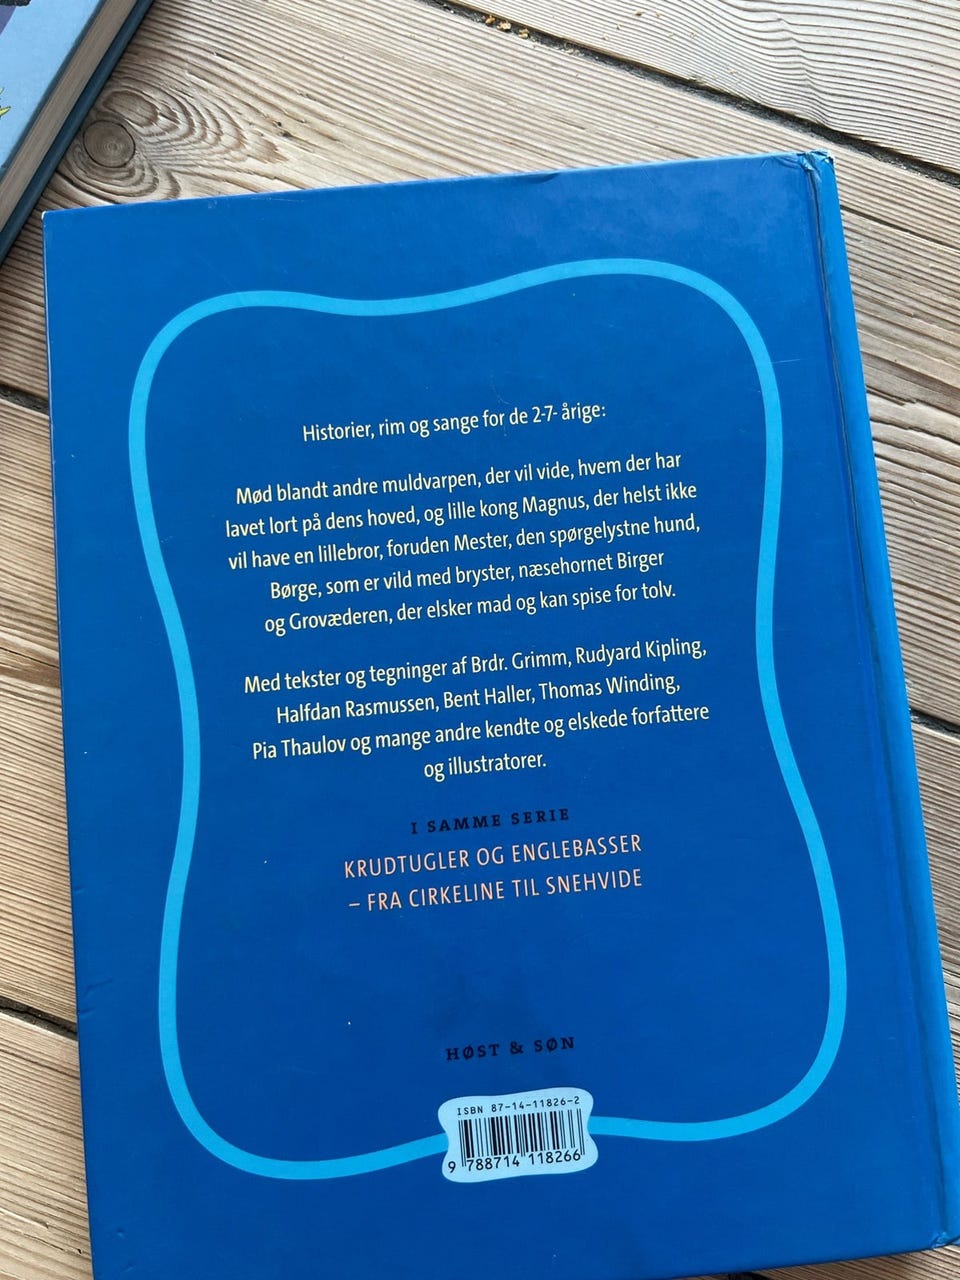 Historier, rim og sange for de 2-7- årige:
Mød blandt andre muldvarpen, der vil vide, hvem der har
lavet lort på dens hoved, og lille kong Magnus, der helst ikke
vil have en lillebror, foruden Mester, den spørgelystne hund,
Børge, som er vild med bryster, næsehornet Birger
og Grovæderen, der elsker mad og kan spise for tolv.
Med tekster og tegninger af Brdr. Grimm, Rudyard Kipling,
Halfdan Rasmussen, Bent Haller, Thomas Winding,
Pia Thaulov og mange andre kendte og elskede forfattere
og illustratorer.
I SAMME SERIE
KRUDTUGLER OG ENGLEBASSER
– FRA CIRKELINE TIL SNEHVIDE
HØST & SØN
ISBN 87-14-11826-2
9 788714 118266